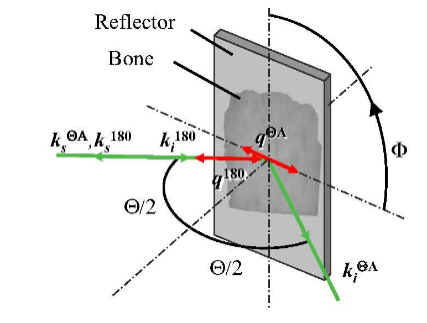 Reflector
Bone
k_s^ΘA, k_s^180
k_i^180
q^ΘA
q^180
Φ
Θ/2
Θ/2
k_i^ΘA